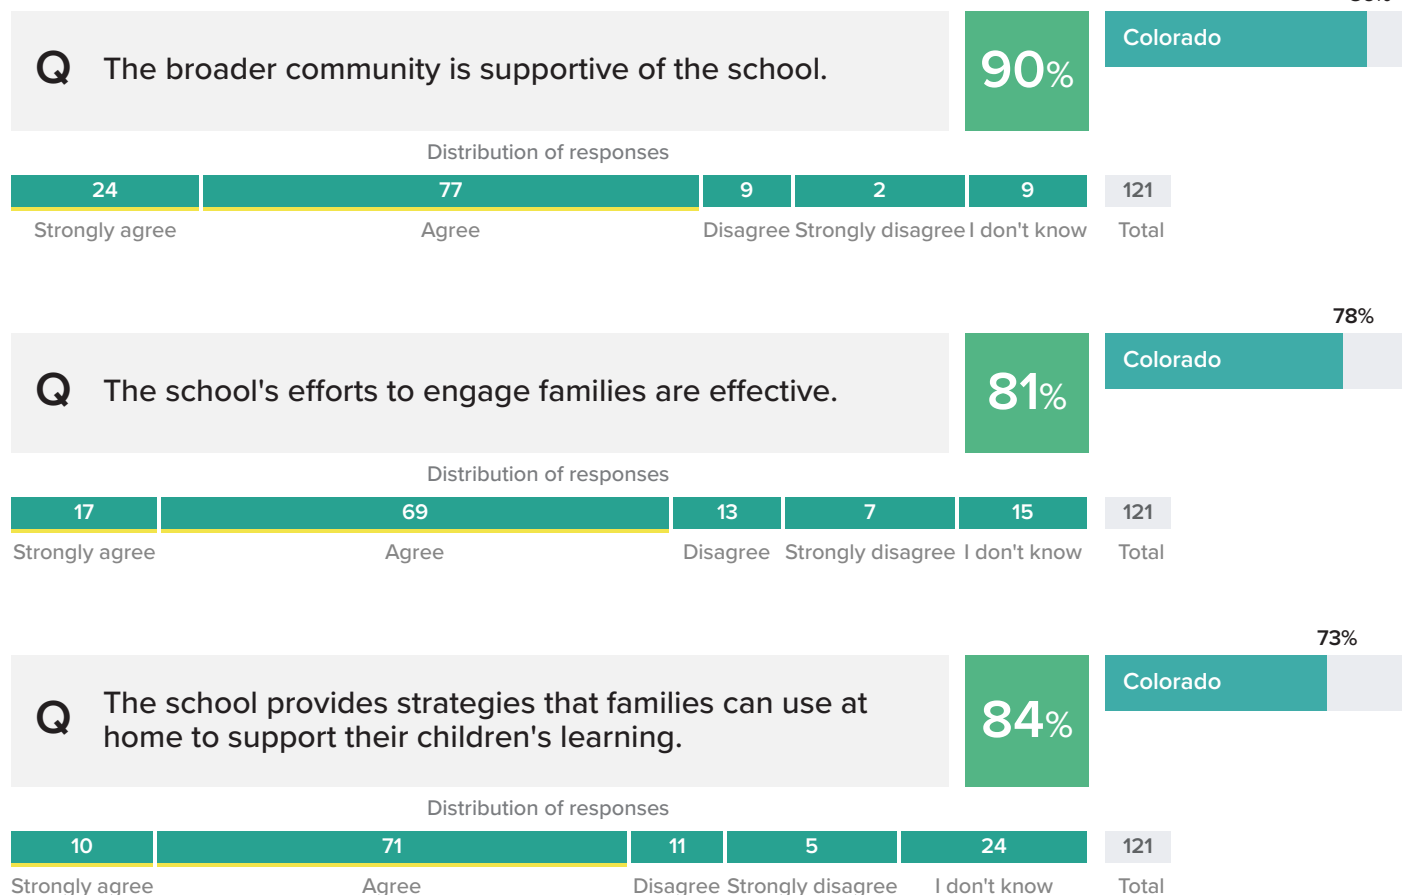 Q The broader community is supportive of the school.
90%
Colorado
Distribution of responses
24 77 9 2 9 121
Strongly agree Agree Disagree Strongly disagree I don't know Total
78%
Q The school's efforts to engage families are effective.
81%
Colorado
Distribution of responses
17 69 13 7 15 121
Strongly agree Agree Disagree Strongly disagree I don't know Total
73%
Q The school provides strategies that families can use at
home to support their children's learning.
84%
Colorado
Distribution of responses
10 71 11 5 24 121
Strongly agree Agree Disagree Strongly disagree I don't know Total